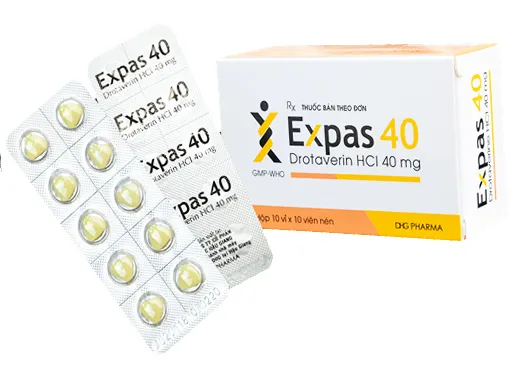 Expas 40
Drotaverin HCl 40 mg
Expas 40
Drotaverin HCl 40 mg
Expas 40
Drotaverin HCl 40 mg
Expas 40
Drotaverin HCl 40 mg
PHARMA
Rx THUỐC BÁN THEO ĐƠN
Expas 40
Drotaverin HCl 40 mg
GMP-WHO
Hộp 10 vỉ x 10 viên nén
DHG PHARMA
Expas 40
Drotaverin HCl 40 mg